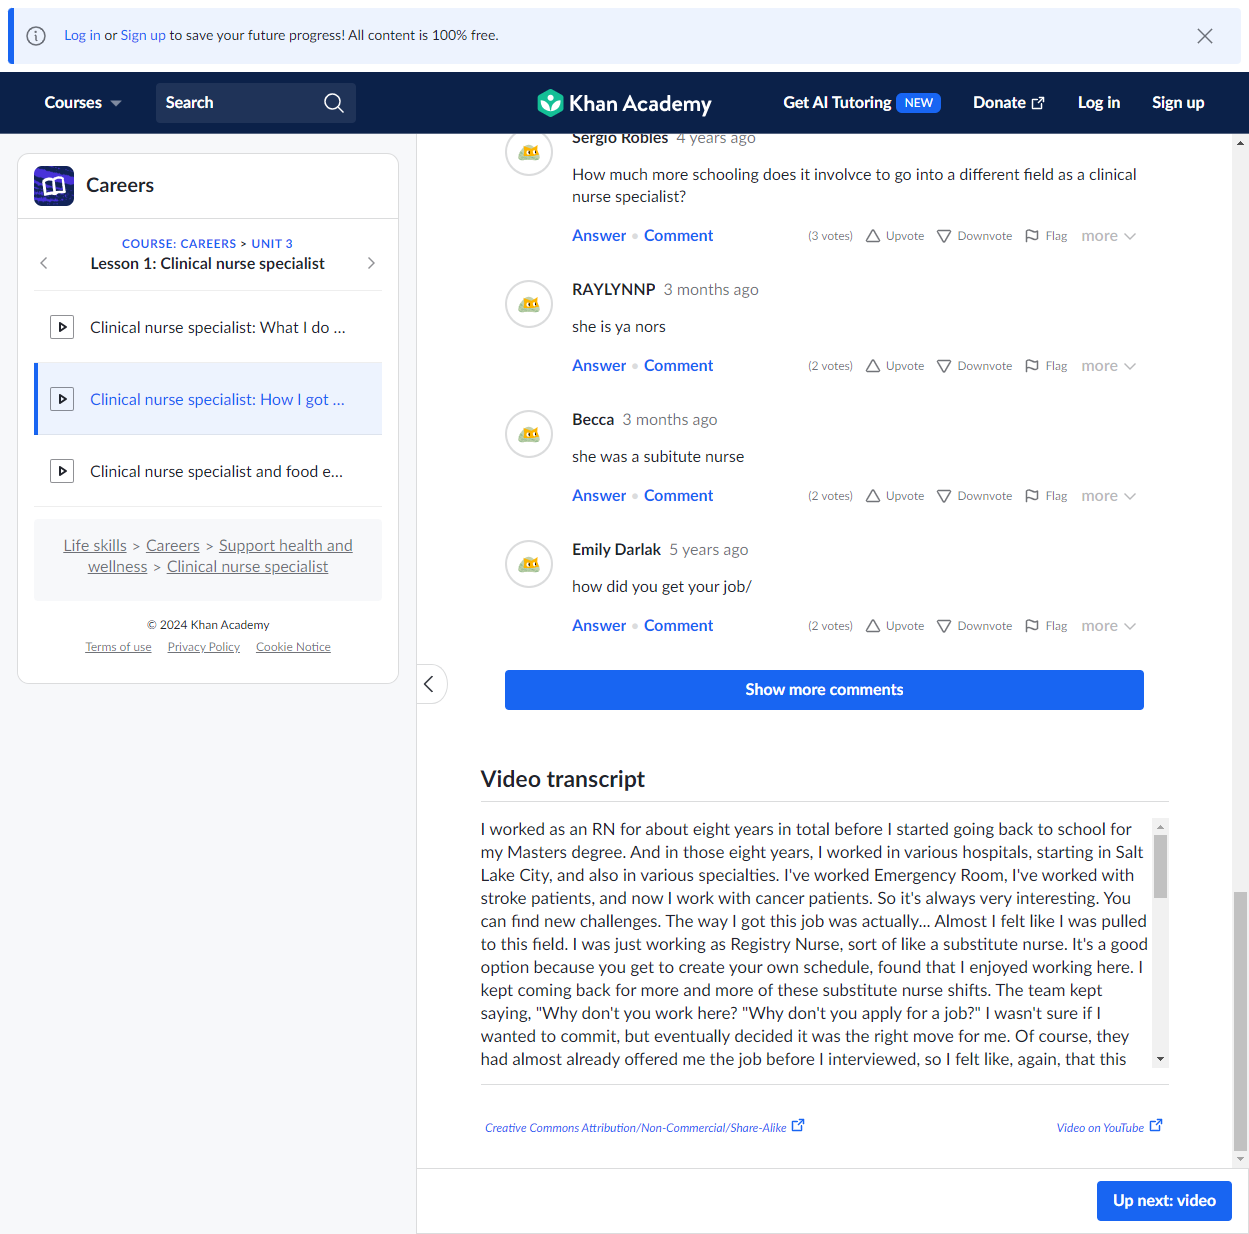 Log in or Sign up to save your future progress! All content is 100% free.
Courses
Search
Khan Academy
Get AI Tutoring NEW
Donate
Log in
Sign up
Careers
COURSE: CAREERS > UNIT 3
Lesson 1: Clinical nurse specialist
Clinical nurse specialist: What I do ...
Clinical nurse specialist: How I got ...
Clinical nurse specialist and food e...
Life skills > Careers > Support health and
wellness > Clinical nurse specialist
© 2024 Khan Academy
Terms of use Privacy Policy Cookie Notice
Sergio Robles 4 years ago
How much more schooling does it involvce to go into a different field as a clinical
nurse specialist?
Answer • Comment (3 votes) Upvote Downvote Flag more
RAYLYNNP 3 months ago
she is ya nors
Answer • Comment (2 votes) Upvote Downvote Flag more
Becca 3 months ago
she was a subitute nurse
Answer • Comment (2 votes) Upvote Downvote Flag more
Emily Darlak 5 years ago
how did you get your job/
Answer • Comment (2 votes) Upvote Downvote Flag more
Show more comments
Video transcript
I worked as an RN for about eight years in total before I started going back to school for
my Masters degree. And in those eight years, I worked in various hospitals, starting in Salt
Lake City, and also in various specialties. I've worked Emergency Room, I've worked with
stroke patients, and now I work with cancer patients. So it's always very interesting. You
can find new challenges. The way I got this job was actually... Almost I felt like I was pulled
to this field. I was just working as Registry Nurse, sort of like a substitute nurse. It's a good
option because you get to create your own schedule, found that I enjoyed working here. I
kept coming back for more and more of these substitute nurse shifts. The team kept
saying, "Why don't you work here? "Why don't you apply for a job?" I wasn't sure if I
wanted to commit, but eventually decided it was the right move for me. Of course, they
had almost already offered me the job before I interviewed, so I felt like, again, that this
Creative Commons Attribution/Non-Commercial/Share-Alike
Video on YouTube
Up next: video